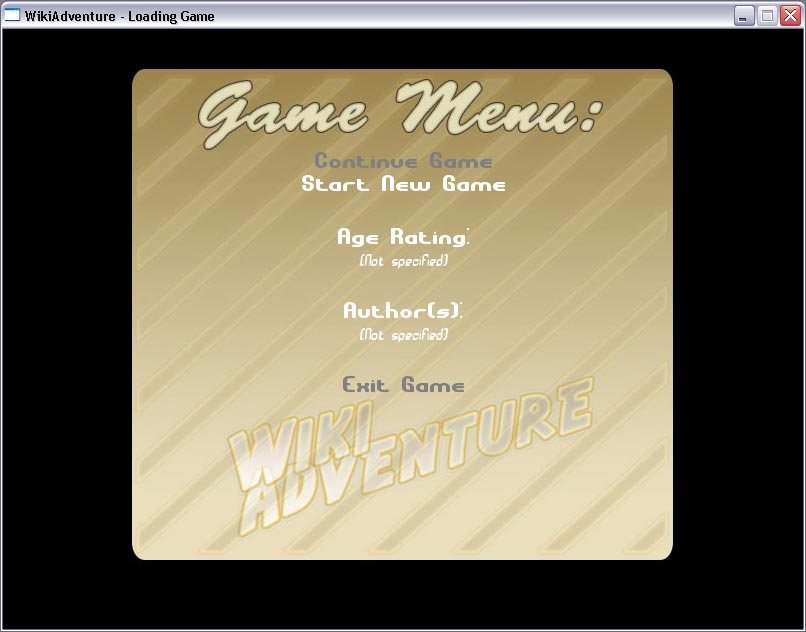 WikiAdventure - Loading Game
Game Menu:
Continue Game
Start New Game
Age Rating:
(Not specified)
Author(s):
(Not specified)
Exit Game
WIKI
ADVENTURE